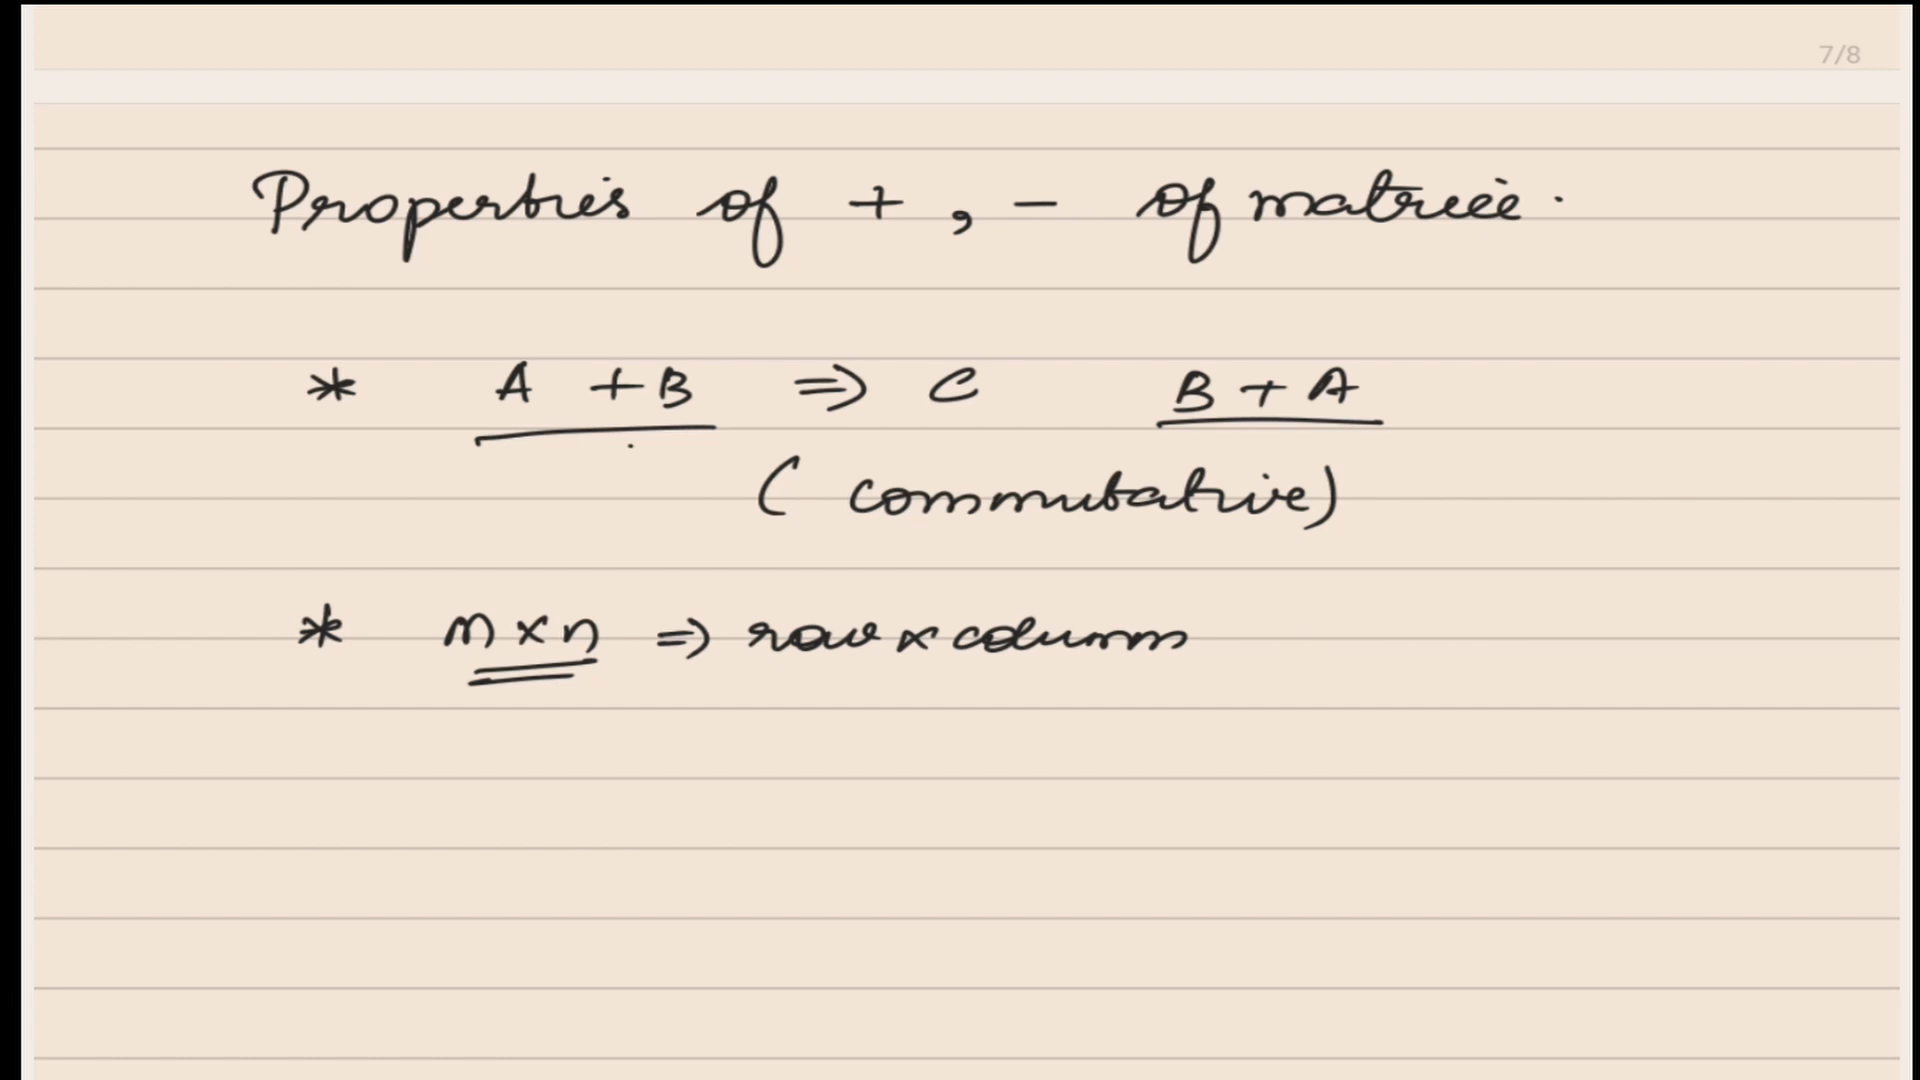 7/8
Properties of + , - of matrices.
* A + B ⇒ C B + A
( commutative)
* m × n ⇒ row × column